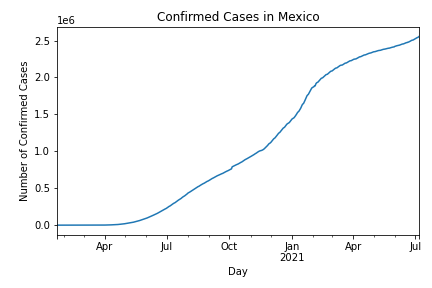 Confirmed Cases in Mexico
1e6
2.5
2.0
1.5
1.0
0.5
0.0
Number of Confirmed Cases
Apr Jul Oct Jan Apr Jul
2021
Day